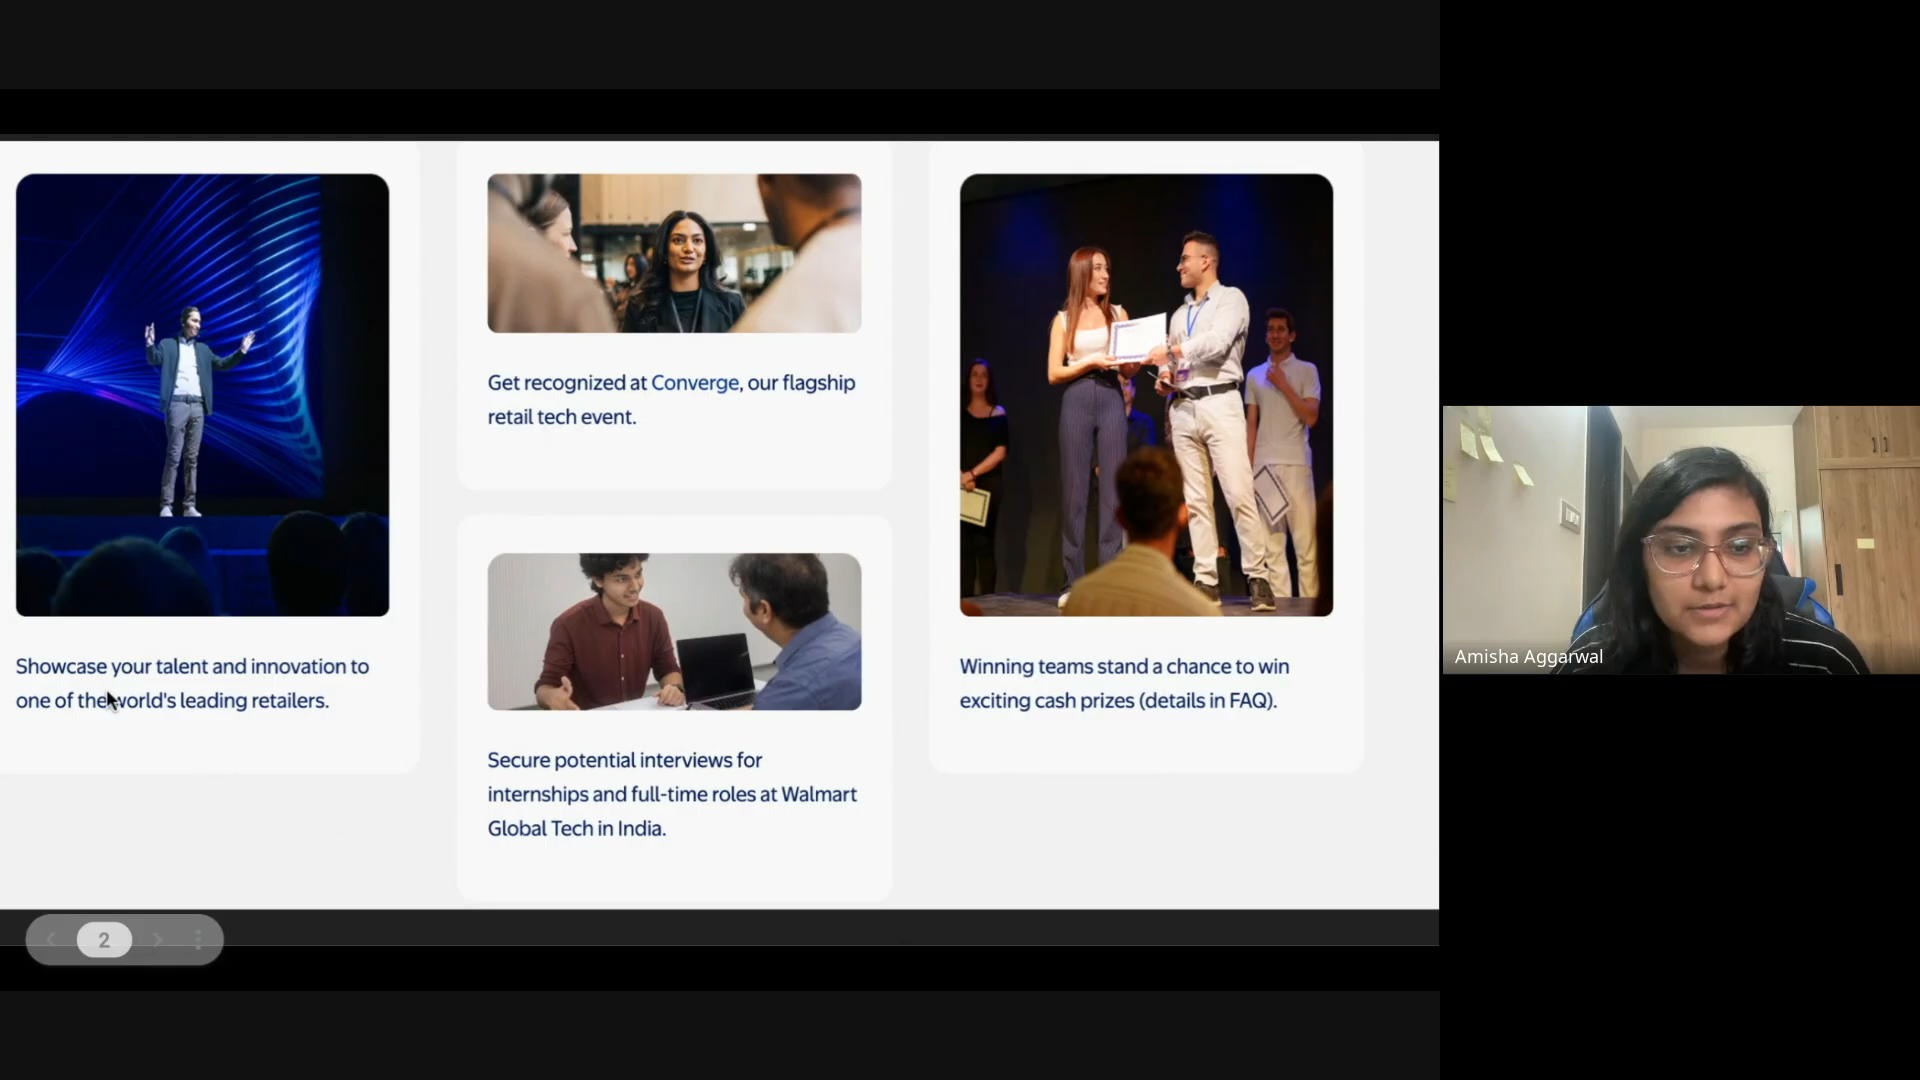 Get recognized at Converge, our flagship
retail tech event.
Showcase your talent and innovation to
one of the world's leading retailers.
Secure potential interviews for
internships and full-time roles at Walmart
Global Tech in India.
Winning teams stand a chance to win
exciting cash prizes (details in FAQ).
Amisha Aggarwal
2